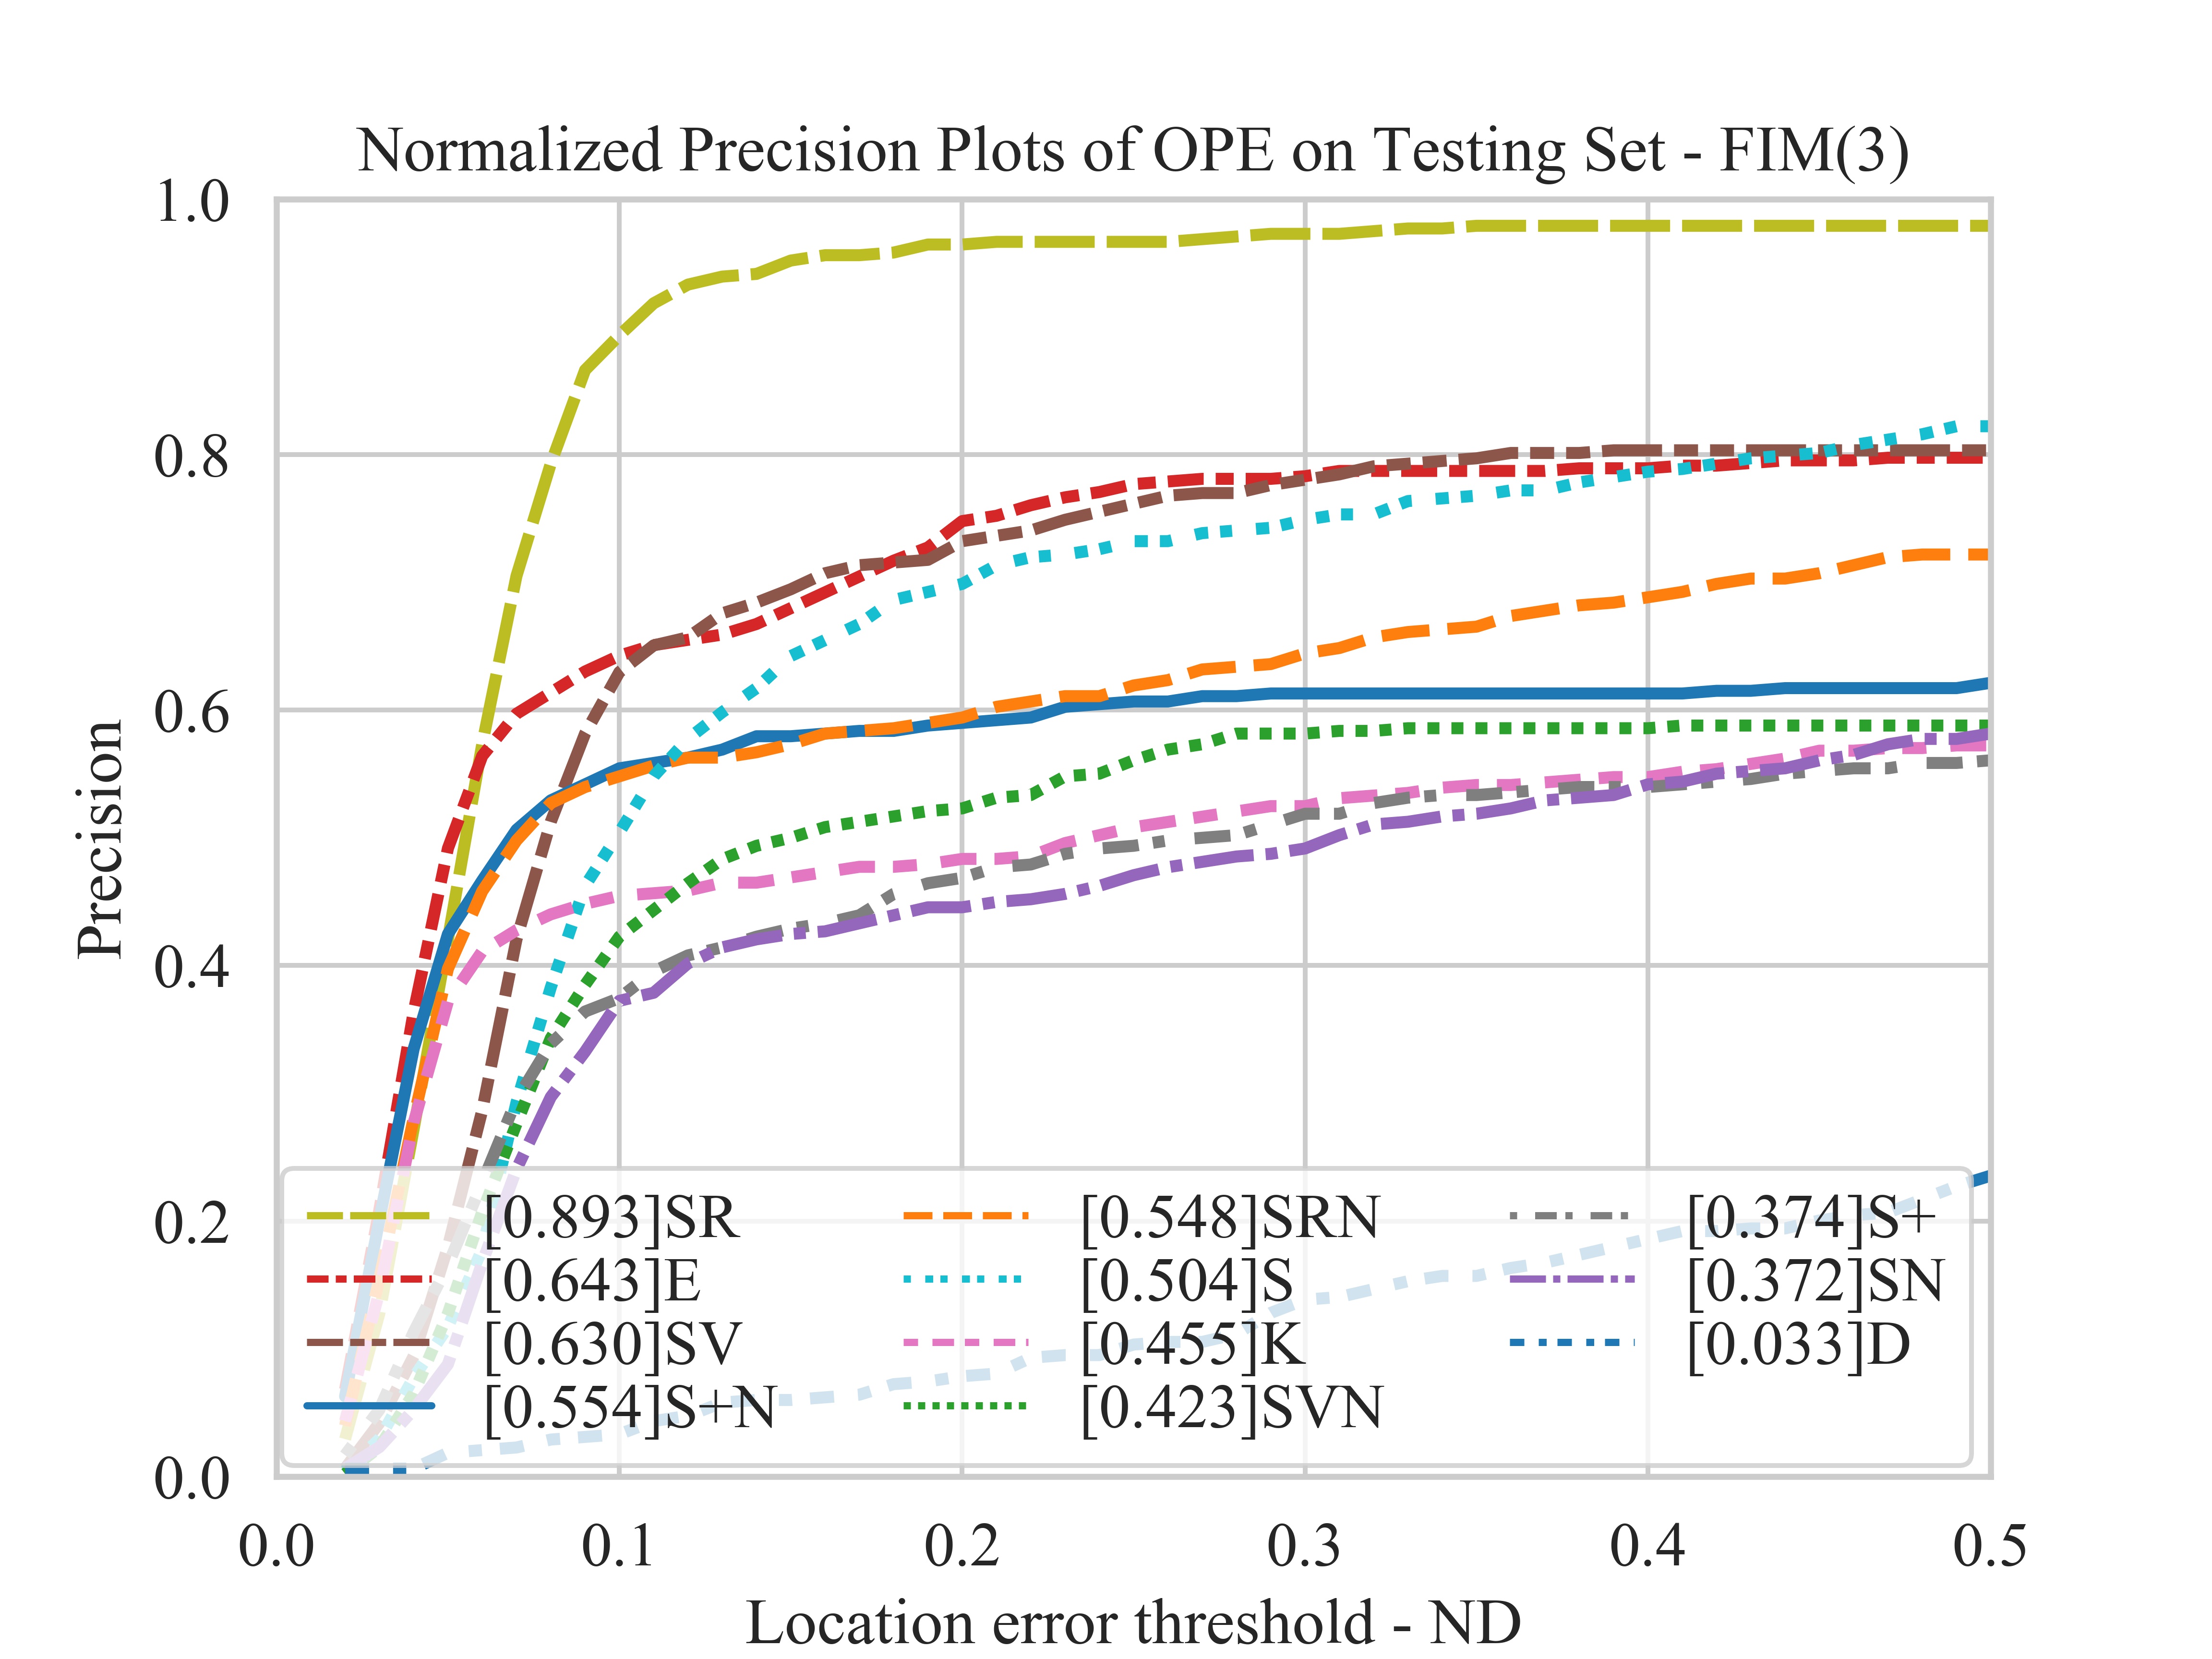 Normalized Precision Plots of OPE on Testing Set - FIM(3)
1.0
0.8
0.6
0.4
0.2
0.0
Precision
[0.893]SR
[0.643]E
[0.630]SV
[0.554]S+N
[0.548]SRN
[0.504]S
[0.455]K
[0.423]SVN
[0.374]S+
[0.372]SN
[0.033]D
0.0 0.1 0.2 0.3 0.4 0.5
Location error threshold - ND